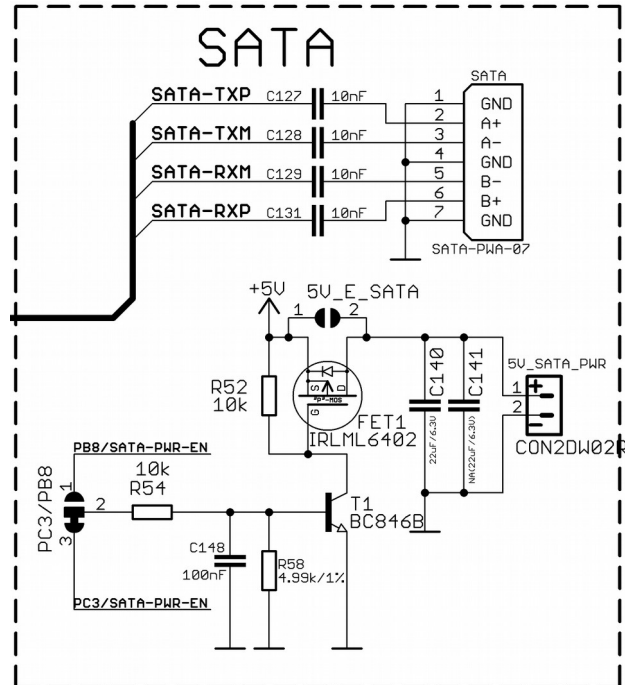 SATA
SATA
SATA-TXP C127 10nF 1 GND
2 A+
SATA-TXM C128 10nF 3 A-
4 GND
SATA-RXM C129 10nF 5 B-
6 B+
SATA-RXP C131 10nF 7 GND
SATA-PWA-07
+5V 5V_E_SATA
1 2
R52
10k
S D
"P"-MOS
G
FET1
IRLML6402
C140
22uF/6.3V
C141
NA(22uF/6.3V)
5V_SATA_PWR
1 +
2 -
CON2DW02R
PB8/SATA-PWR-EN
PC3/PB8
1
2
3
10k
R54
T1
BC846B
C148
100nF
R58
4.99k/1%
PC3/SATA-PWR-EN